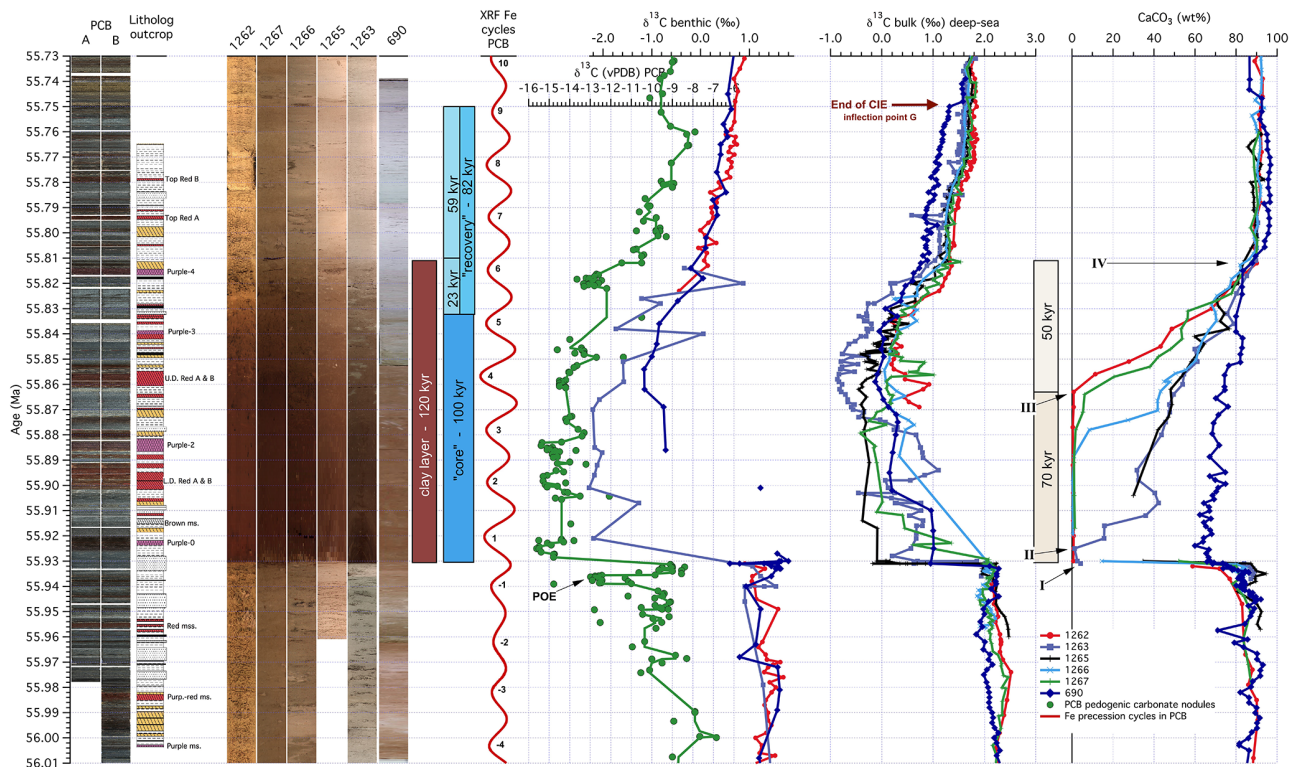 PCB
A B
Litholog
outcrop
1262
1267
1266
1265
1263
690
XRF Fe
cycles
PCB
δ13C benthic (‰)
-2.0 -1.0 0.0 1.0
δ13C (vPDB) PCB
-16 -15 -14 -13 -12 -11 -10 -9 -8 -7 -6
δ13C bulk (‰) deep-sea
-1.0 0.0 1.0 2.0 3.0
CaCO3 (wt%)
0 20 40 60 80 100
Age (Ma)
55.73
55.74
55.75
55.76
55.77
55.78
55.79
55.80
55.81
55.82
55.83
55.84
55.85
55.86
55.87
55.88
55.89
55.90
55.91
55.92
55.93
55.94
55.95
55.96
55.97
55.98
55.99
56.00
56.01
Top Red B
Top Red A
Purple-4
Purple-3
U.D. Red A & B
Purple-2
L.D. Red A & B
Brown ms.
Purple-0
Red mss.
Purp.-red ms.
Purple ms.
clay layer - 120 kyr
59 kyr
23 kyr
"recovery" - 82 kyr
"core" - 100 kyr
10
9
8
7
6
5
4
3
2
1
-1
-2
-3
-4
POE
End of CIE
inflection point G
50 kyr
70 kyr
IV
III
II
I
1262
1263
1265
1266
1267
690
PCB pedogenic carbonate nodules
Fe precession cycles in PCB